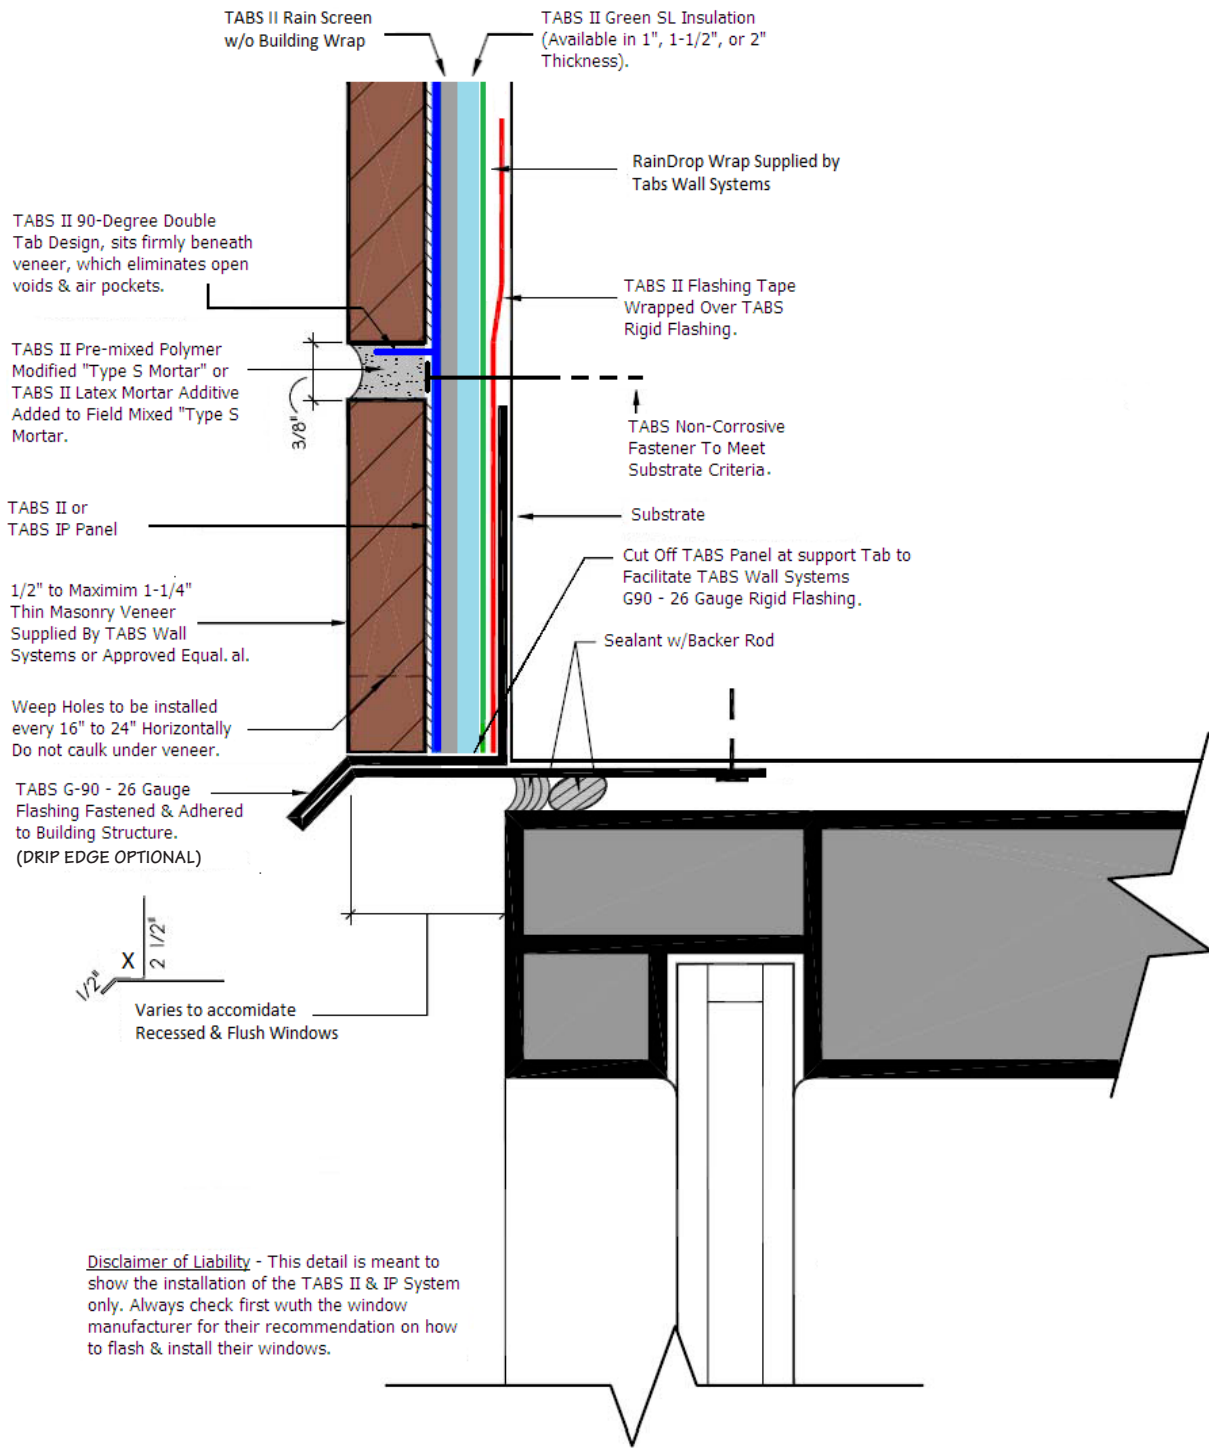 TABS II Rain Screen
w/o Building Wrap
TABS II Green SL Insulation
(Available in 1", 1-1/2", or 2"
Thickness).
RainDrop Wrap Supplied by
Tabs Wall Systems
TABS II 90-Degree Double
Tab Design, sits firmly beneath
veneer, which eliminates open
voids & air pockets.
TABS II Flashing Tape
Wrapped Over TABS
Rigid Flashing.
TABS II Pre-mixed Polymer
Modified "Type S Mortar" or
TABS II Latex Mortar Additive
Added to Field Mixed "Type S
Mortar.
3/8"
TABS Non-Corrosive
Fastener To Meet
Substrate Criteria.
TABS II or
TABS IP Panel
Substrate
Cut Off TABS Panel at support Tab to
Facilitate TABS Wall Systems
G90 - 26 Gauge Rigid Flashing.
1/2" to Maximim 1-1/4"
Thin Masonry Veneer
Supplied By TABS Wall
Systems or Approved Equal. al.
Sealant w/Backer Rod
Weep Holes to be installed
every 16" to 24" Horizontally
Do not caulk under veneer.
TABS G-90 - 26 Gauge
Flashing Fastened & Adhered
to Building Structure.
(DRIP EDGE OPTIONAL)
2 1/2"
X
1/2"
Varies to accomidate
Recessed & Flush Windows
Disclaimer of Liability - This detail is meant to
show the installation of the TABS II & IP System
only. Always check first wuth the window
manufacturer for their recommendation on how
to flash & install their windows.